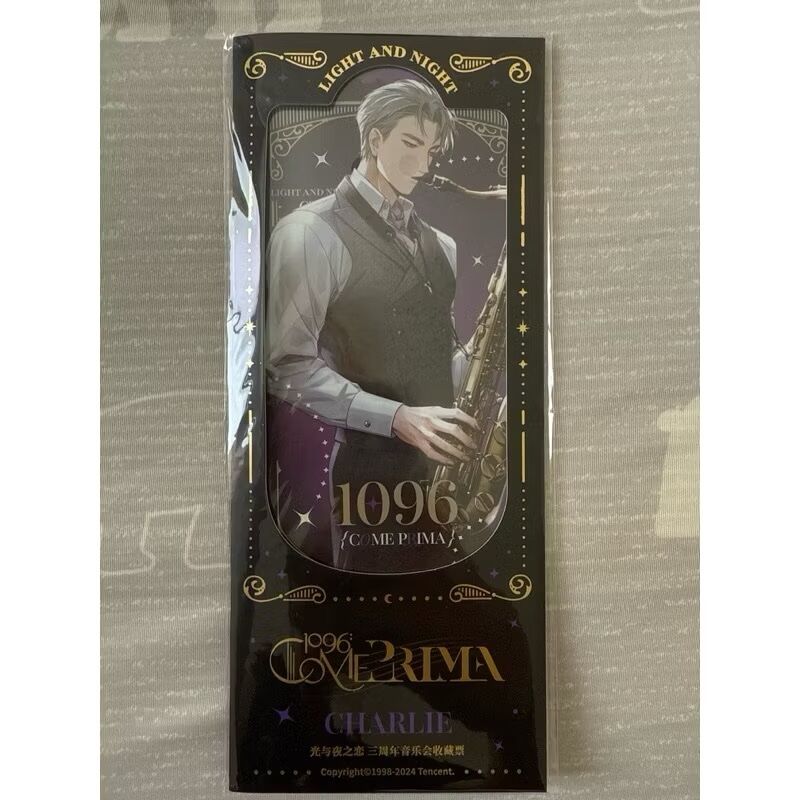 LIGHT AND NIGHT
LIGHT AND NI
1096
{COME PRIMA}
1096:
COME PRIMA
CHARLIE
光与夜之恋 三周年音乐会收藏票
Copyright©1998-2024 Tencent.